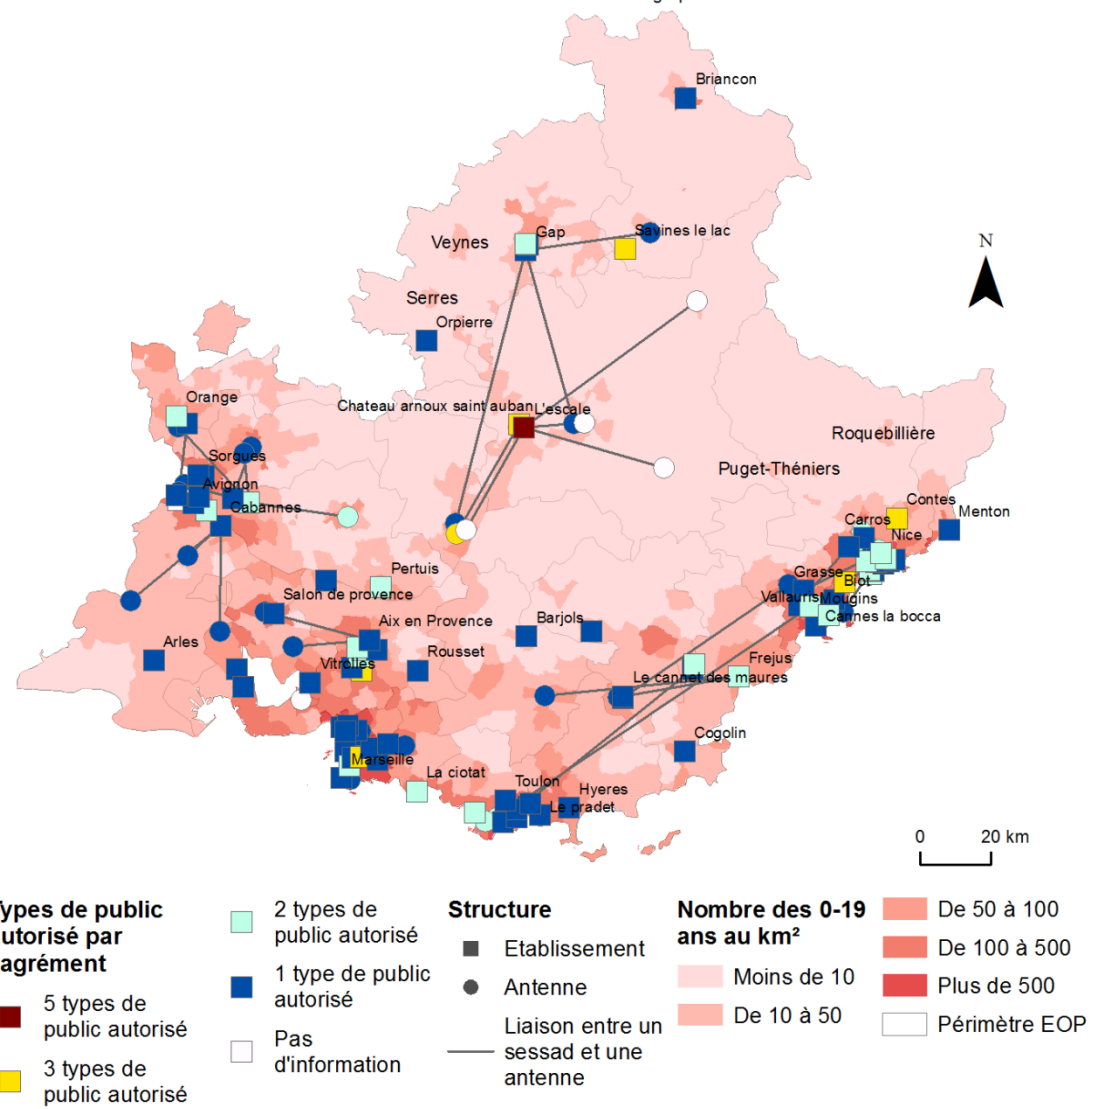 Briancon
Gap
Savines le lac
Veynes
Serres
Orpierre
Orange
Chateau arnoux saint auban
L'escale
Roquebillière
Sorgues
Puget-Théniers
Avignon
Cabannes
Contes
Menton
Carros
Nice
Pertuis
Grasse
Biot
Salon de provence
Vallauris
Mougins
Aix en Provence
Barjols
Cannes la bocca
Arles
Rousset
Vitrolles
Frejus
Le cannet des maures
Cogolin
Marseille
La ciotat
Toulon
Hyeres
Le pradet
N
0 20 km
ypes de public
utorisé par
agrément
5 types de
public autorisé
3 types de
public autorisé
2 types de
public autorisé
1 type de public
autorisé
Pas
d'information
Structure
Etablissement
Antenne
Liaison entre un
sessad et une
antenne
Nombre des 0-19
ans au km²
Moins de 10
De 10 à 50
De 50 à 100
De 100 à 500
Plus de 500
Périmètre EOP